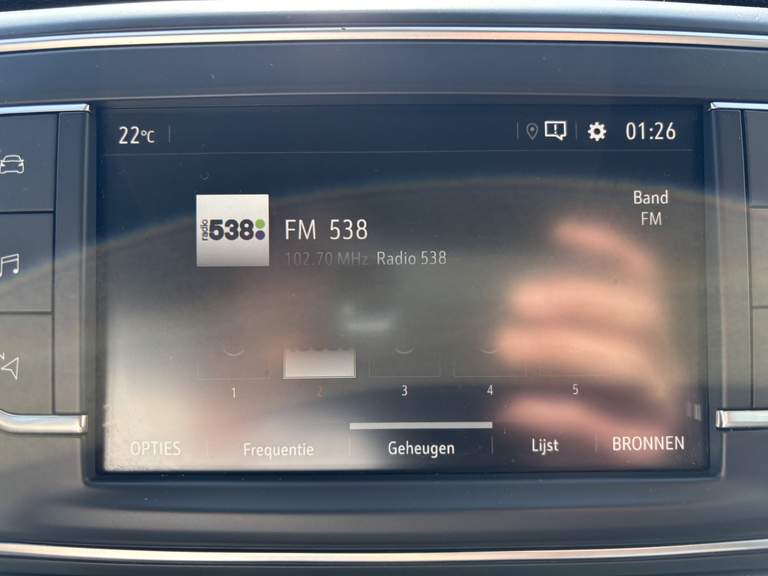 22°C
01:26
Band
FM
radio 538
FM 538
102.70 MHz Radio 538
1 2 3 4 5
OPTIES Frequentie Geheugen Lijst BRONNEN
N